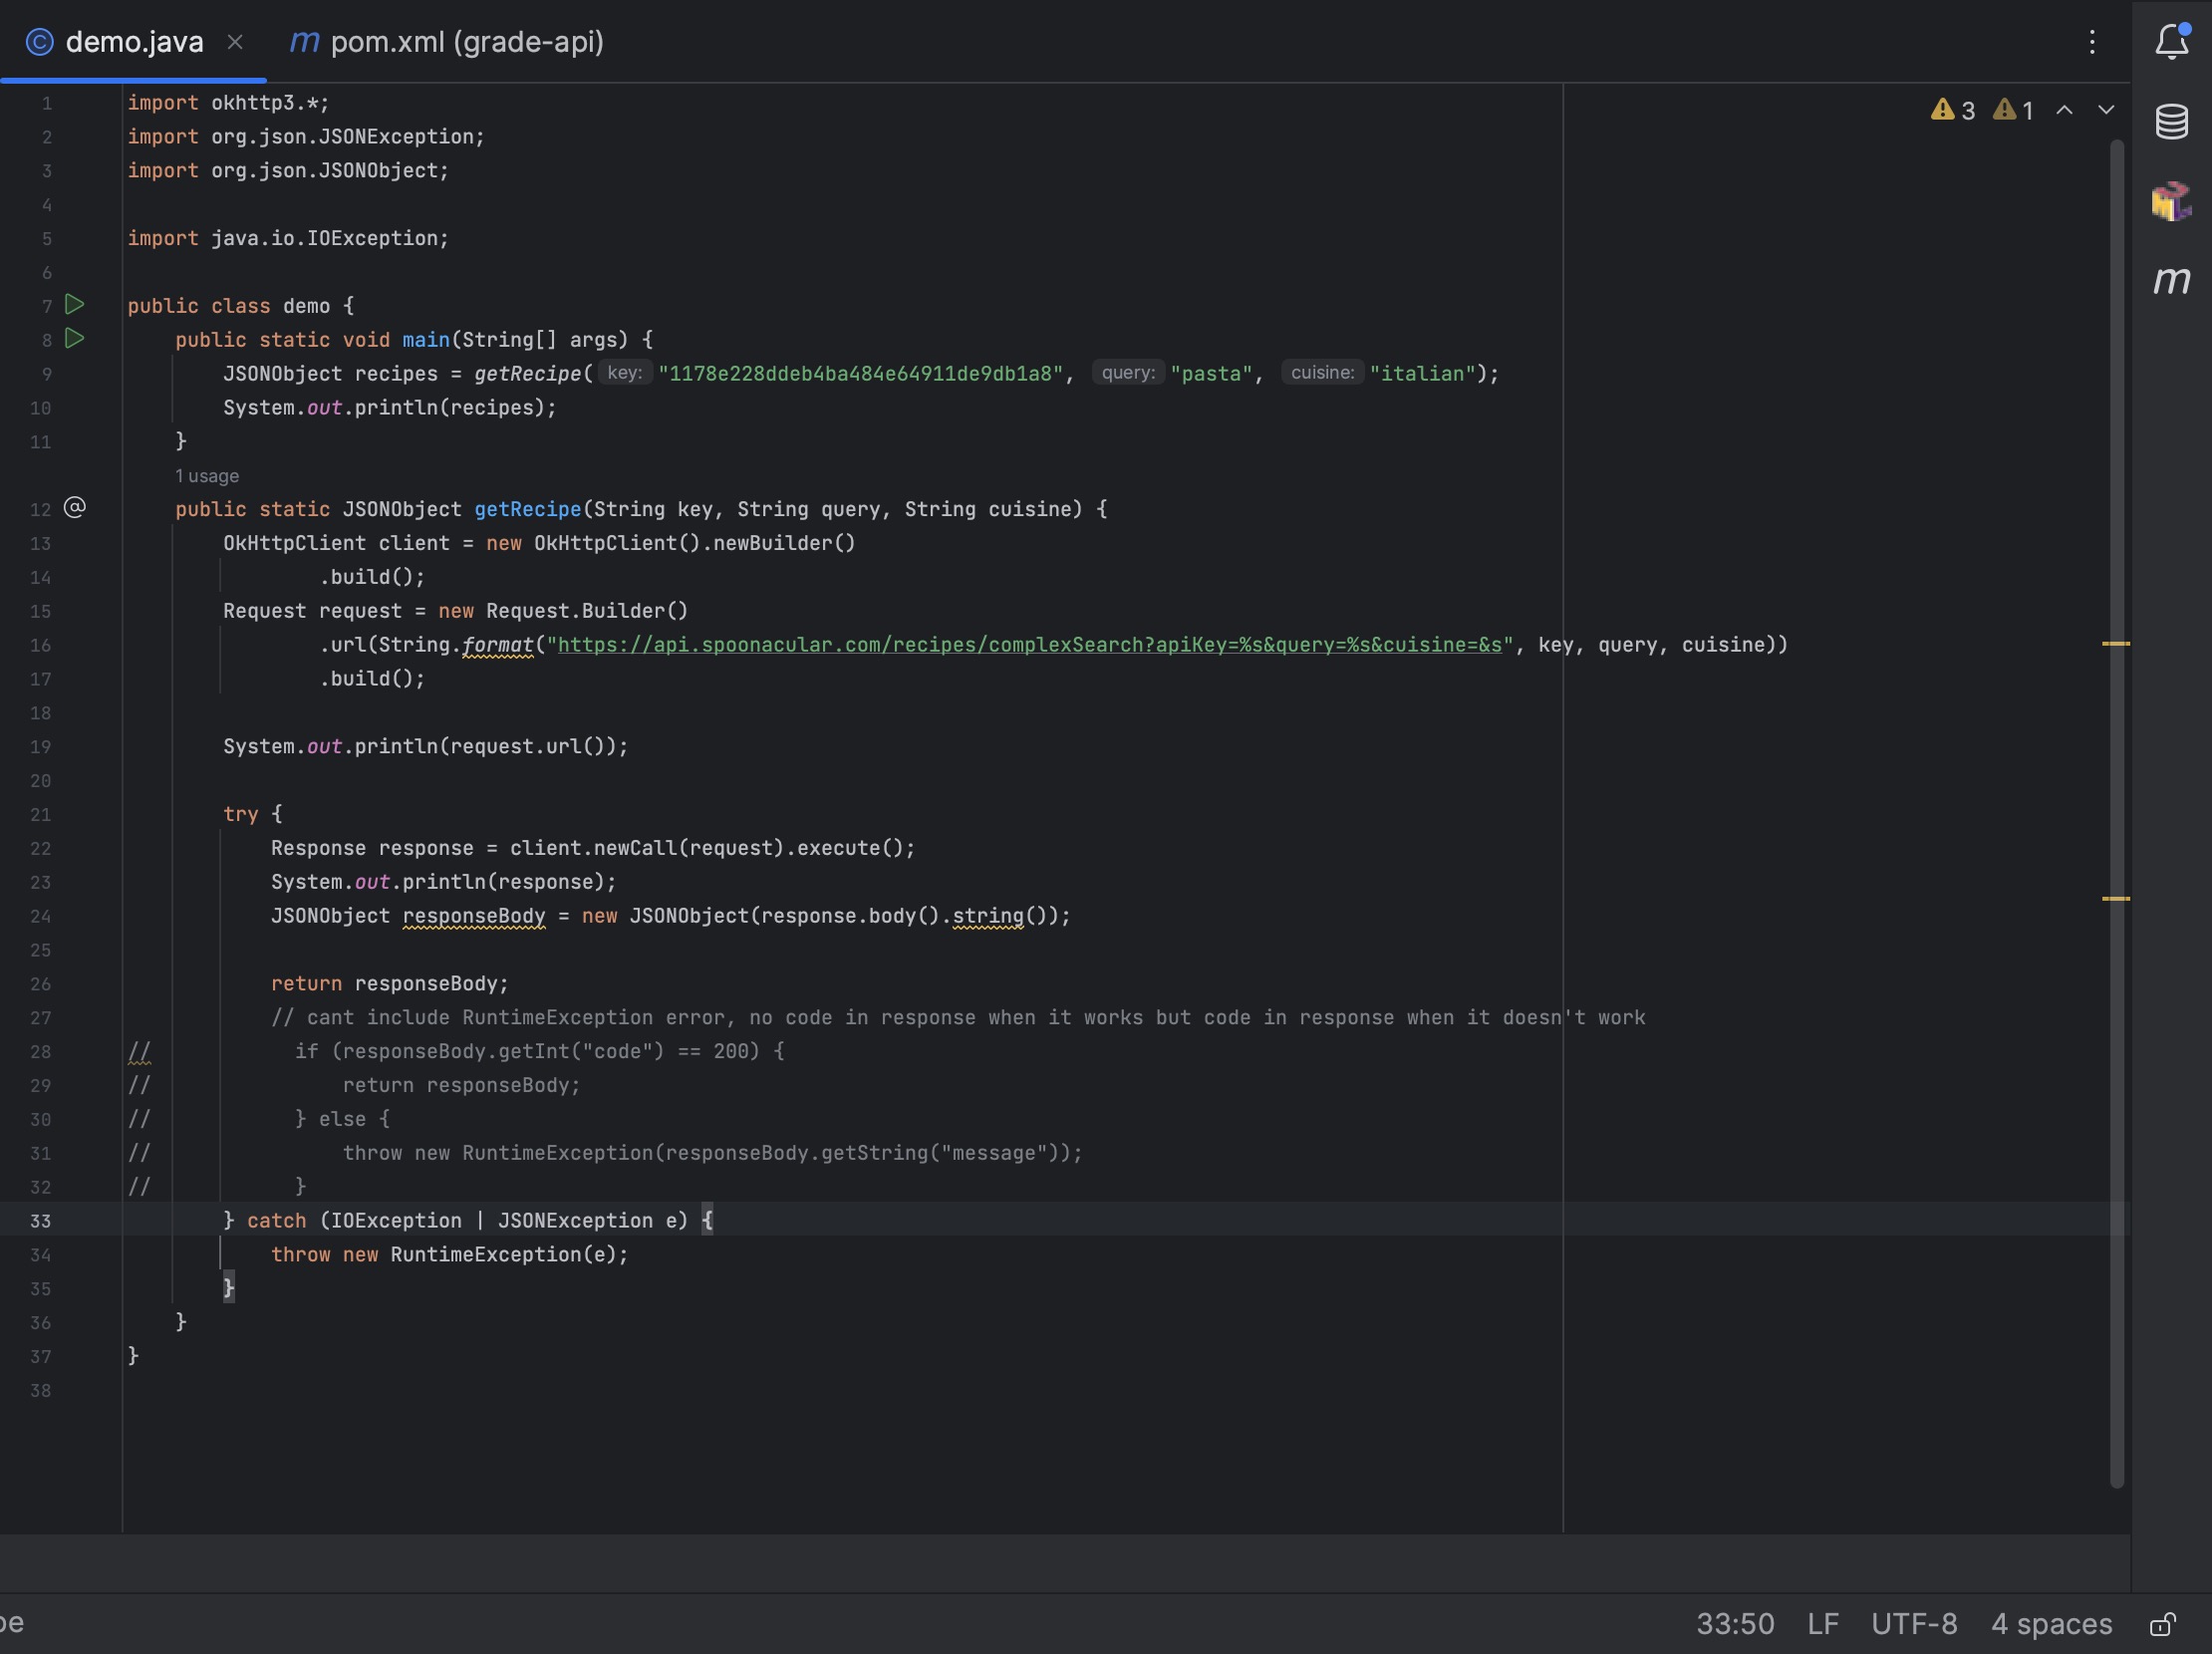 demo.java
pom.xml (grade-api)
3 1
1 import okhttp3.*;
2 import org.json.JSONException;
3 import org.json.JSONObject;
4
5 import java.io.IOException;
6
7 public class demo {
8     public static void main(String[] args) {
9         JSONObject recipes = getRecipe( key: "1178e228ddeb4ba484e64911de9db1a8", query: "pasta", cuisine: "italian");
10         System.out.println(recipes);
11     }
1 usage
12 @     public static JSONObject getRecipe(String key, String query, String cuisine) {
13         OkHttpClient client = new OkHttpClient().newBuilder()
14                 .build();
15         Request request = new Request.Builder()
16                 .url(String.format("https://api.spoonacular.com/recipes/complexSearch?apiKey=%s&query=%s&cuisine=&s", key, query, cuisine))
17                 .build();
18
19         System.out.println(request.url());
20
21         try {
22             Response response = client.newCall(request).execute();
23             System.out.println(response);
24             JSONObject responseBody = new JSONObject(response.body().string());
25
26             return responseBody;
27             // cant include RuntimeException error, no code in response when it works but code in response when it doesn't work
28 //            if (responseBody.getInt("code") == 200) {
29 //                return responseBody;
30 //            } else {
31 //                throw new RuntimeException(responseBody.getString("message"));
32 //            }
33         } catch (IOException | JSONException e) {
34             throw new RuntimeException(e);
35         }
36     }
37 }
38
33:50 LF UTF-8 4 spaces